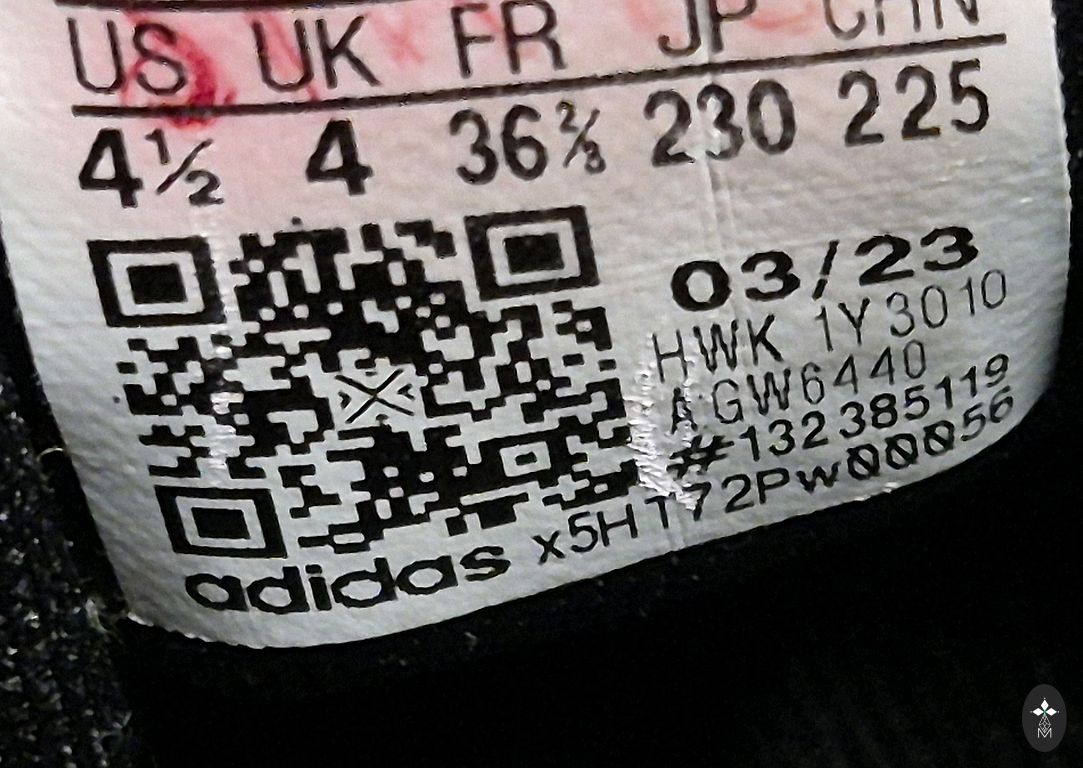 US UK FR JP CHN
4½ 4 36⅔ 230 225
03/23
HWK 1Y3010
AGW6440
#132385119
adidas x5HT72Pw00056
M